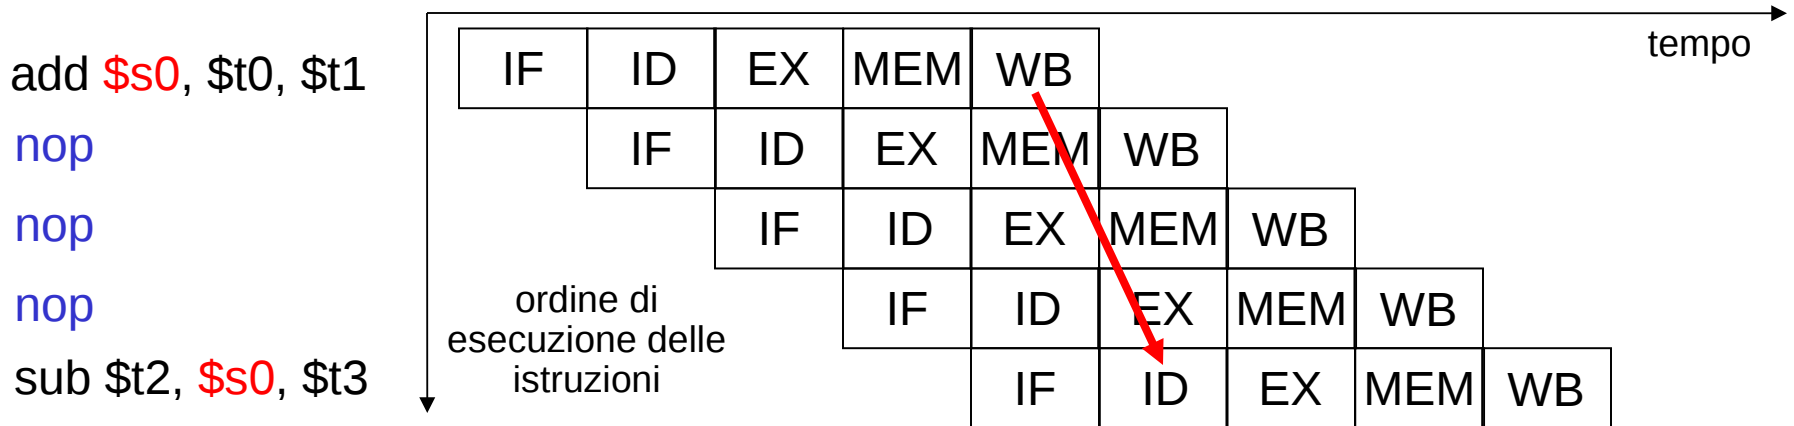 tempo
add $s0, $t0, $t1 IF ID EX MEM WB
nop IF ID EX MEM WB
nop IF ID EX MEM WB
nop IF ID EX MEM WB
ordine di
esecuzione delle
istruzioni
sub $t2, $s0, $t3 IF ID EX MEM WB